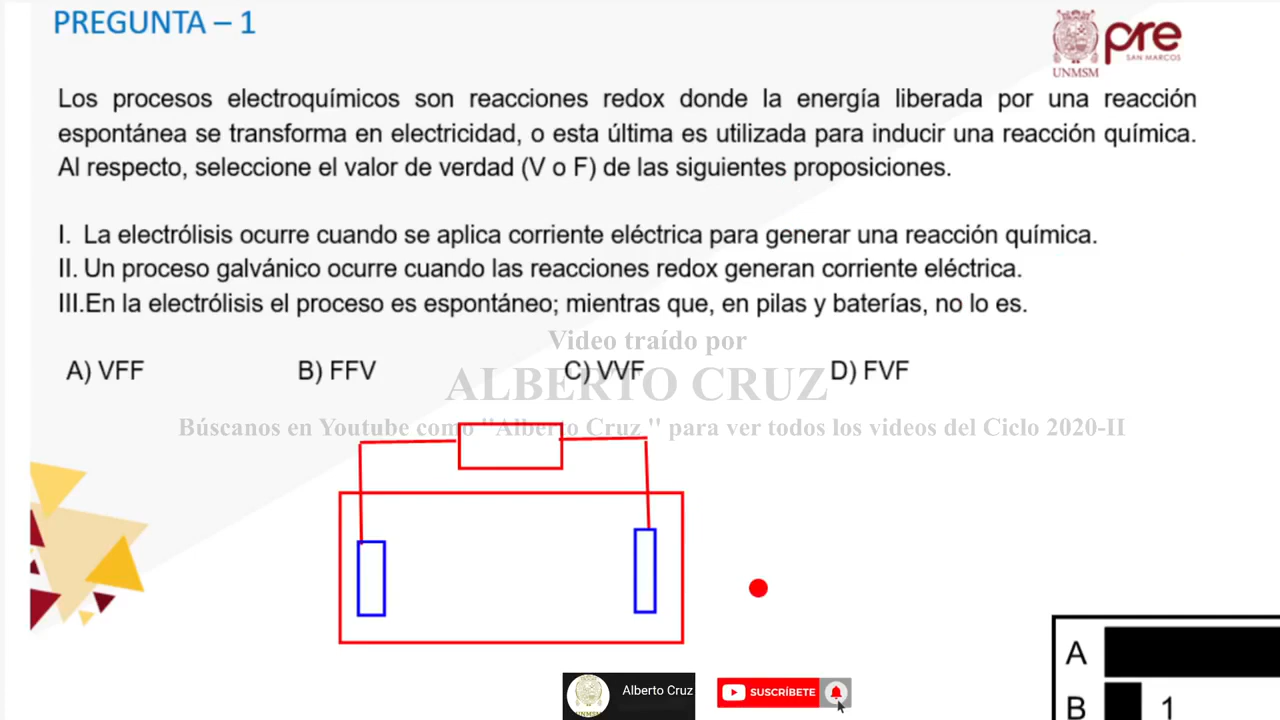 PREGUNTA – 1
pre
SAN MARCOS
UNMSM
Los procesos electroquímicos son reacciones redox donde la energía liberada por una reacción
espontánea se transforma en electricidad, o esta última es utilizada para inducir una reacción química.
Al respecto, seleccione el valor de verdad (V o F) de las siguientes proposiciones.
I. La electrólisis ocurre cuando se aplica corriente eléctrica para generar una reacción química.
II. Un proceso galvánico ocurre cuando las reacciones redox generan corriente eléctrica.
III.En la electrólisis el proceso es espontáneo; mientras que, en pilas y baterías, no lo es.
Video traído por
A) VFF B) FFV C) VVF D) FVF
ALBERTO CRUZ
Búscanos en Youtube como "Alberto Cruz " para ver todos los videos del Ciclo 2020-II
A
B 1
UNMSM
Alberto Cruz
SUSCRÍBETE